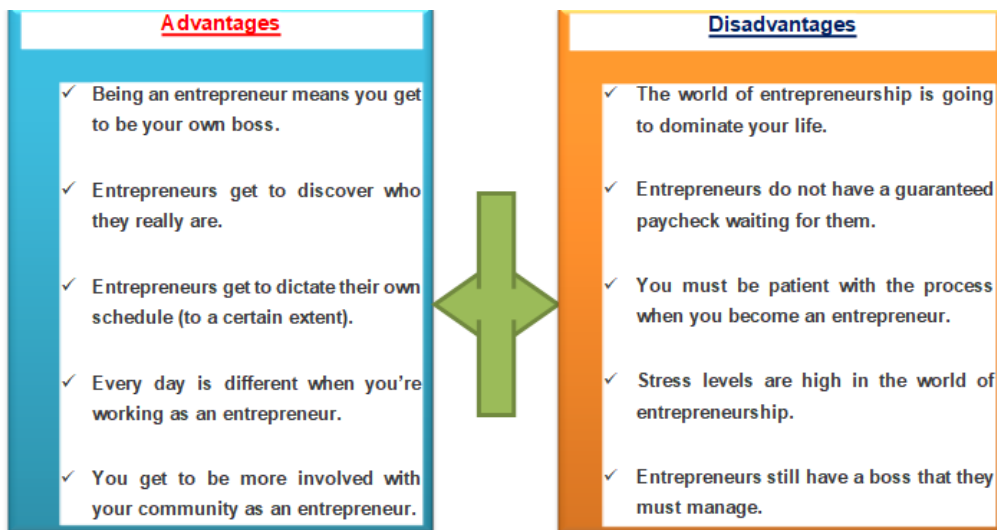 Advantages
✓ Being an entrepreneur means you get
to be your own boss.
✓ Entrepreneurs get to discover who
they really are.
✓ Entrepreneurs get to dictate their own
schedule (to a certain extent).
✓ Every day is different when you’re
working as an entrepreneur.
✓ You get to be more involved with
your community as an entrepreneur.
Disadvantages
✓ The world of entrepreneurship is going
to dominate your life.
✓ Entrepreneurs do not have a guaranteed
paycheck waiting for them.
✓ You must be patient with the process
when you become an entrepreneur.
✓ Stress levels are high in the world of
entrepreneurship.
✓ Entrepreneurs still have a boss that they
must manage.